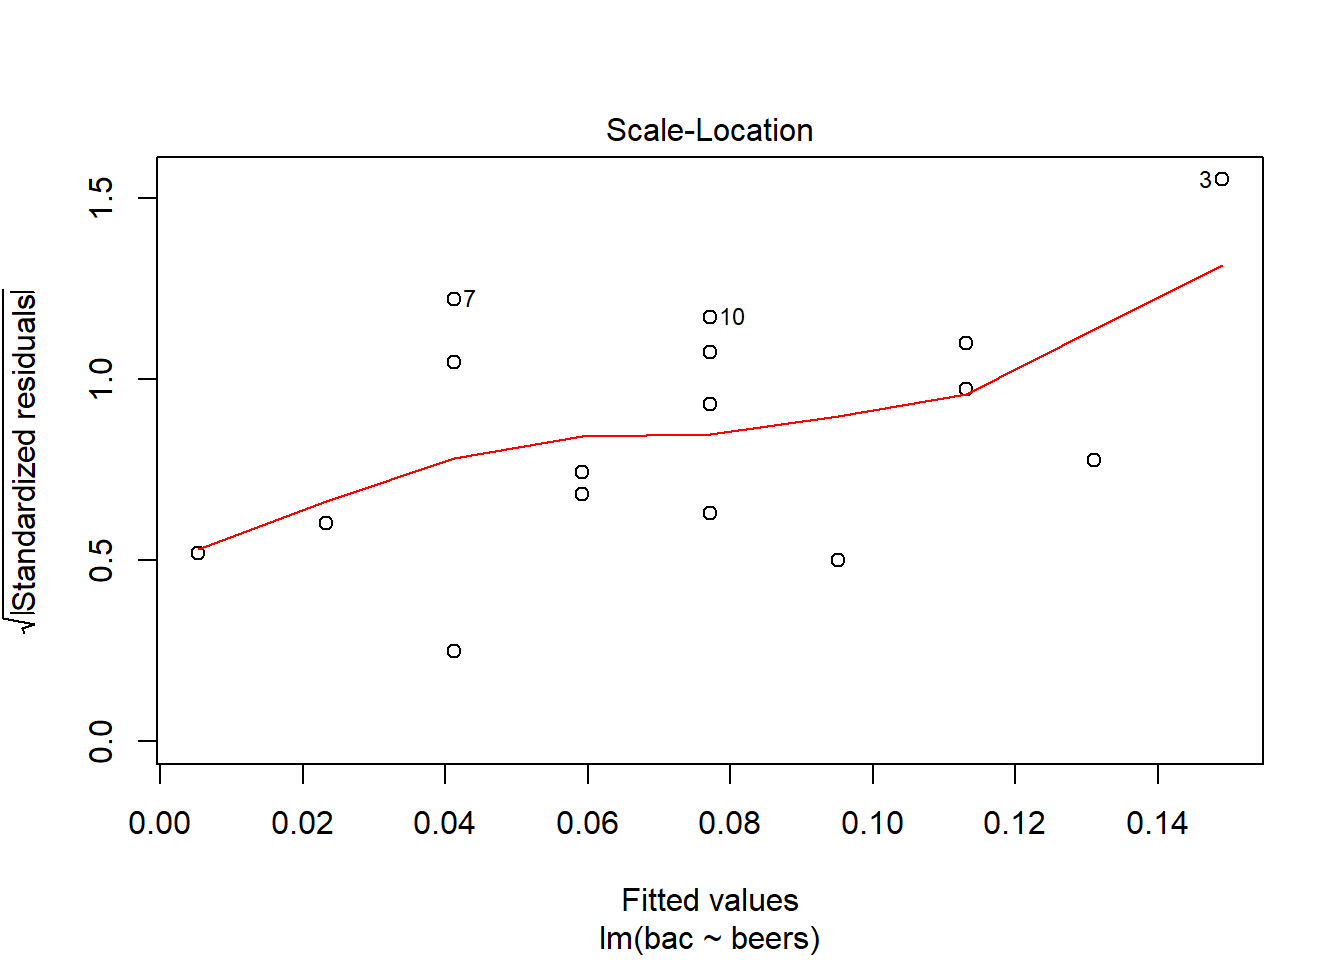 Scale-Location
√|Standardized residuals|
1.5
1.0
0.5
0.0
3
7
10
0.00 0.02 0.04 0.06 0.08 0.10 0.12 0.14
Fitted values
lm(bac ~ beers)